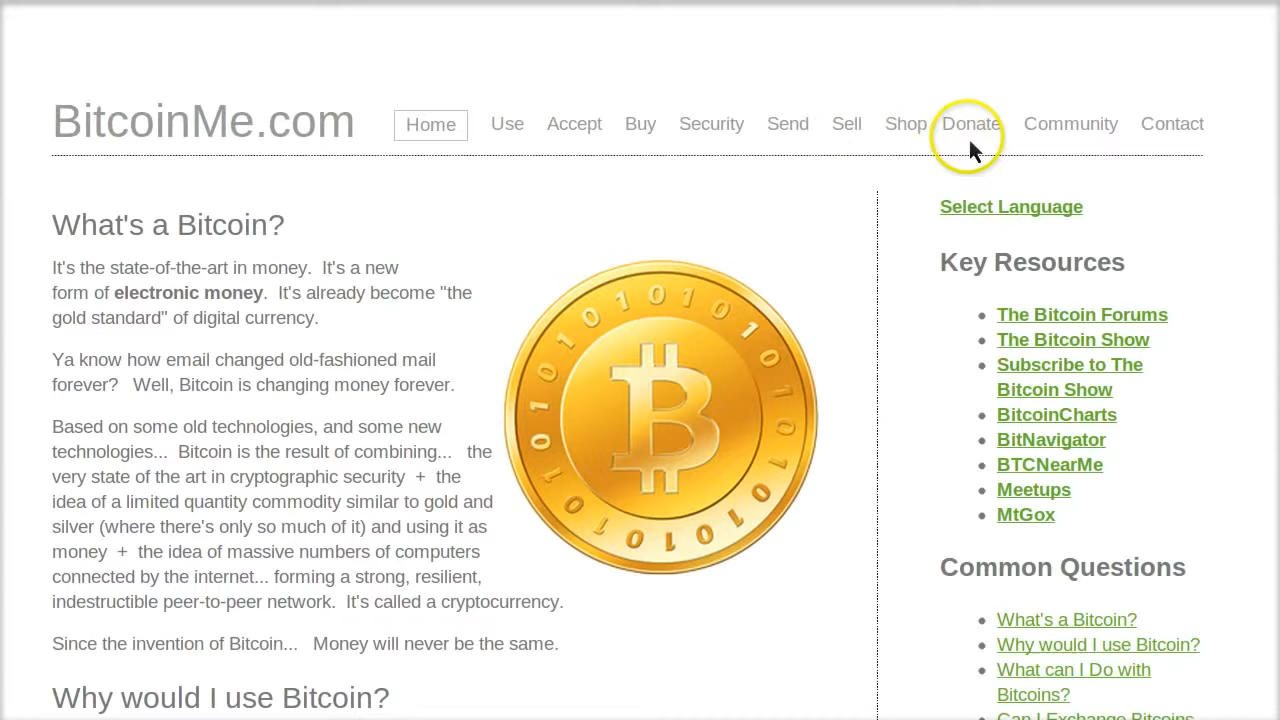 BitcoinMe.com
Home Use Accept Buy Security Send Sell Shop Donate Community Contact
What's a Bitcoin?
It's the state-of-the-art in money.  It's a new
form of electronic money.  It's already become "the
gold standard" of digital currency.
Ya know how email changed old-fashioned mail
forever?   Well, Bitcoin is changing money forever.
Based on some old technologies, and some new
technologies...  Bitcoin is the result of combining...   the
very state of the art in cryptographic security  +  the
idea of a limited quantity commodity similar to gold and
silver (where there's only so much of it) and using it as
money  +  the idea of massive numbers of computers
connected by the internet... forming a strong, resilient,
indestructible peer-to-peer network.  It's called a cryptocurrency.
Since the invention of Bitcoin...   Money will never be the same.
Why would I use Bitcoin?
Select Language
Key Resources
The Bitcoin Forums
The Bitcoin Show
Subscribe to The
Bitcoin Show
BitcoinCharts
BitNavigator
BTCNearMe
Meetups
MtGox
Common Questions
What's a Bitcoin?
Why would I use Bitcoin?
What can I Do with
Bitcoins?
Can I Exchange Bitcoins